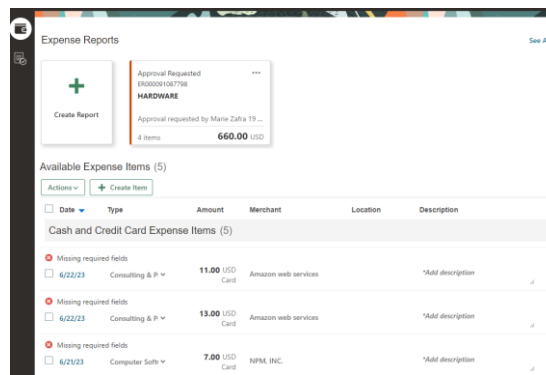 Expense Reports
See A
Create Report
Approval Requested
ER000091087798
HARDWARE
Approval requested by Marie Zafra 19 ...
4 items 660.00 USD
Available Expense Items (5)
Actions + Create Item
Date Type Amount Merchant Location Description
Cash and Credit Card Expense Items (5)
Missing required fields
6/22/23 Consulting & P 11.00 USD Amazon web services *Add description
Card
Missing required fields
6/22/23 Consulting & P 13.00 USD Amazon web services *Add description
Card
Missing required fields
6/21/23 Computer Softr 7.00 USD NPM, INC. *Add description
Card